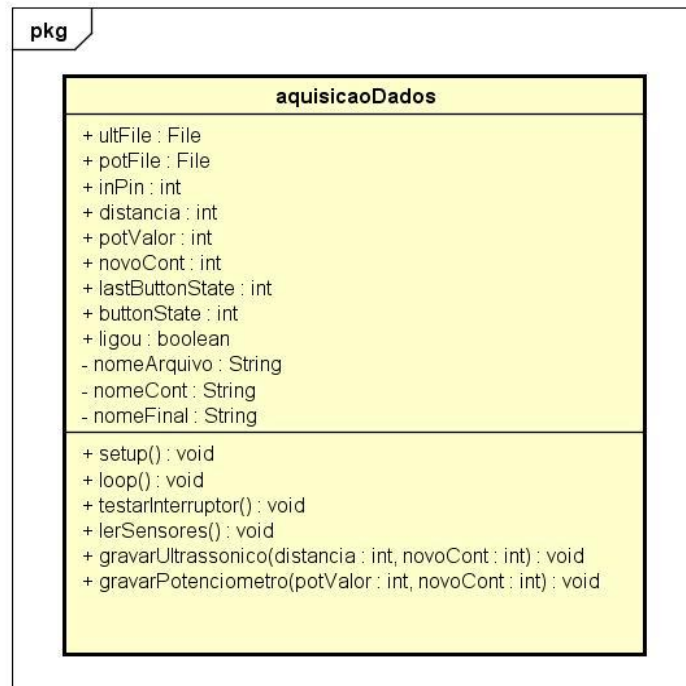 pkg
aquisicaoDados
+ ultFile : File
+ potFile : File
+ inPin : int
+ distancia : int
+ potValor : int
+ novoCont : int
+ lastButtonState : int
+ buttonState : int
+ ligou : boolean
- nomeArquivo : String
- nomeCont : String
- nomeFinal : String
+ setup() : void
+ loop() : void
+ testarInterruptor() : void
+ lerSensores() : void
+ gravarUltrassonico(distancia : int, novoCont : int) : void
+ gravarPotenciometro(potValor : int, novoCont : int) : void